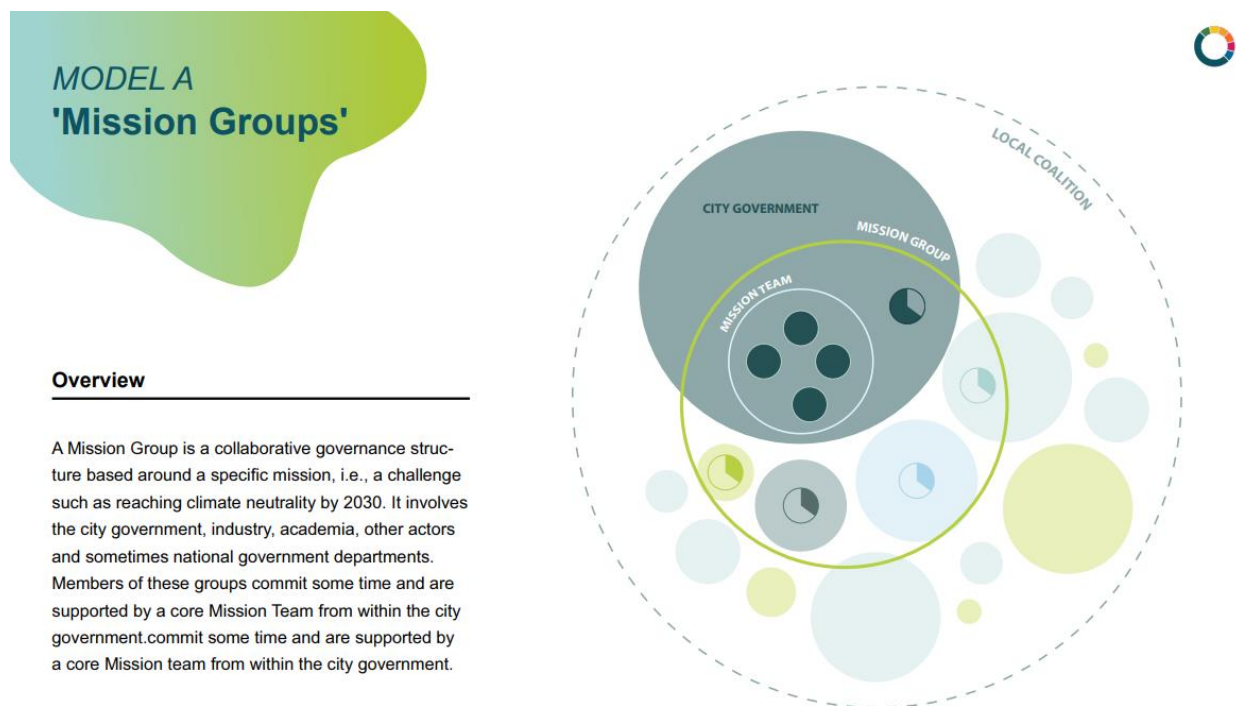 MODEL A
'Mission Groups'
Overview
A Mission Group is a collaborative governance struc-
ture based around a specific mission, i.e., a challenge
such as reaching climate neutrality by 2030. It involves
the city government, industry, academia, other actors
and sometimes national government departments.
Members of these groups commit some time and are
supported by a core Mission Team from within the city
government.commit some time and are supported by
a core Mission team from within the city government.
LOCAL COALITION
CITY GOVERNMENT
MISSION GROUP
MISSION TEAM